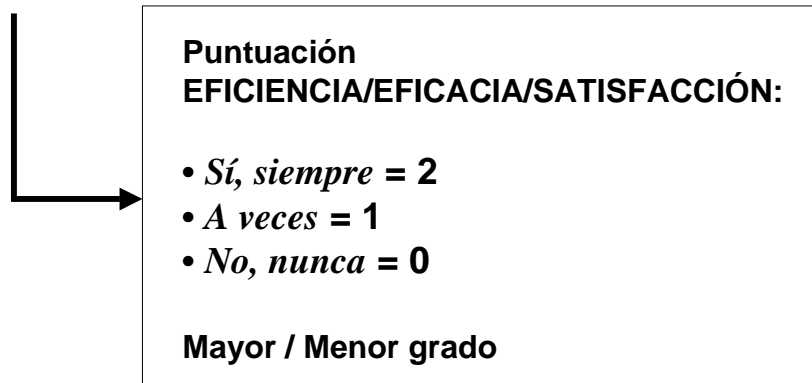 Puntuación
EFICIENCIA/EFICACIA/SATISFACCIÓN:
• Sí, siempre = 2
• A veces = 1
• No, nunca = 0
Mayor / Menor grado